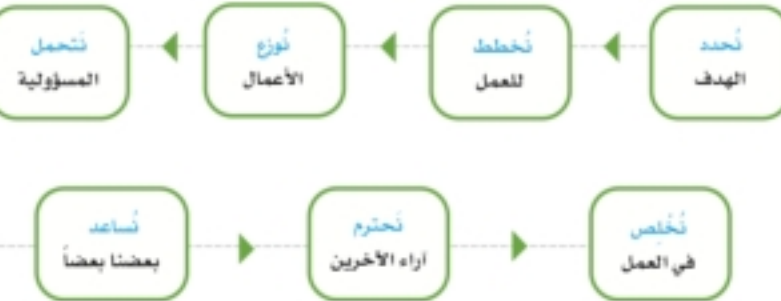 نُحدد
الهدف
نُخطط
للعمل
نُوزع
الأعمال
نَتحمل
المسؤولية
نُساعد
بعضنا بعضاً
نَحترم
آراء الآخرين
نُخلِص
في العمل